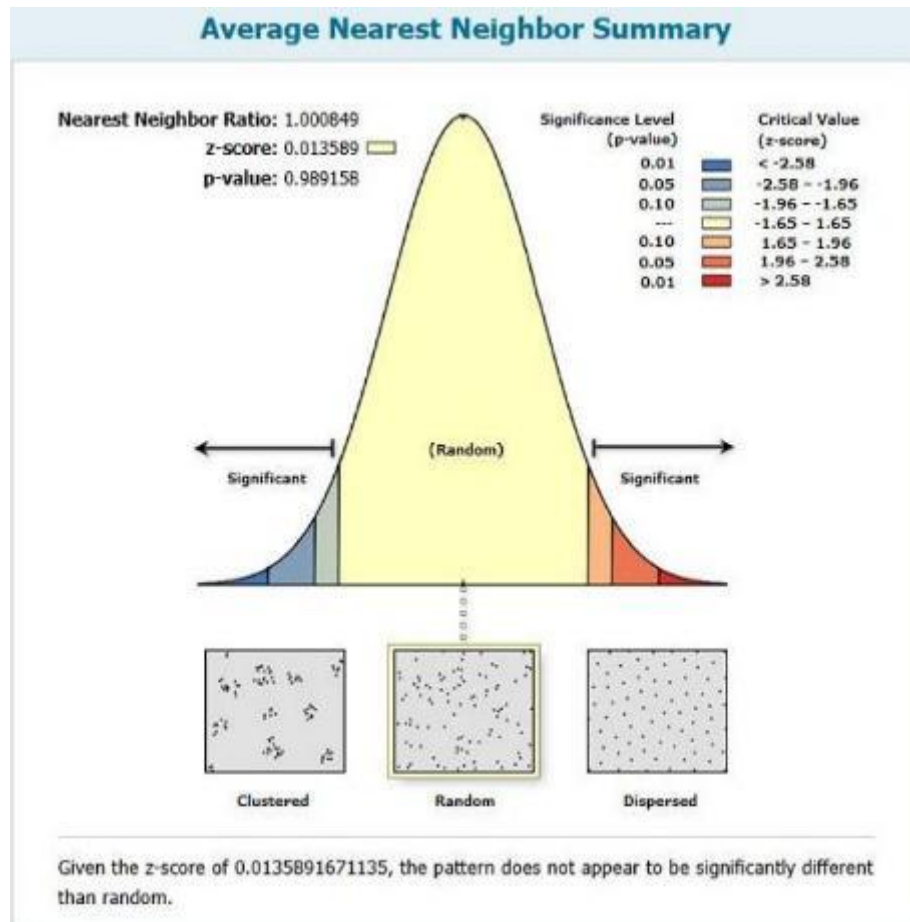 Average Nearest Neighbor Summary
Nearest Neighbor Ratio: 1.000849
z-score: 0.013589
p-value: 0.989158
Significance Level (p-value) Critical Value (z-score)
0.01 < -2.58
0.05 -2.58 - -1.96
0.10 -1.96 - -1.65
--- -1.65 - 1.65
0.10 1.65 - 1.96
0.05 1.96 - 2.58
0.01 > 2.58
Significant
(Random)
Significant
Clustered
Random
Dispersed
Given the z-score of 0.0135891671135, the pattern does not appear to be significantly different
than random.